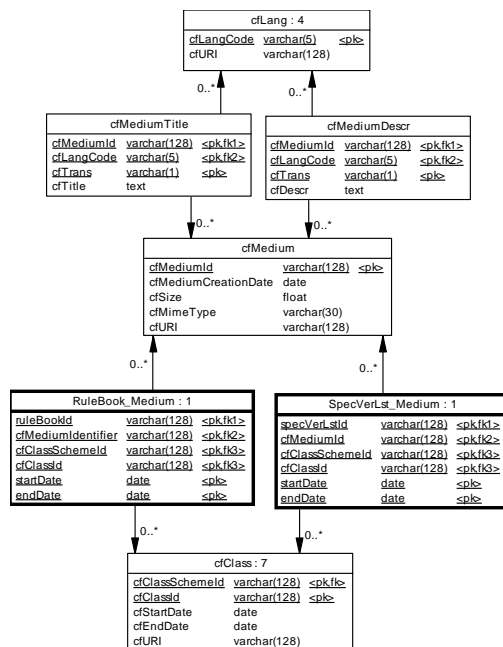 cfLang : 4
cfLangCode varchar(5) <pk>
cfURI varchar(128)
0..* 0..*
cfMediumTitle
cfMediumId varchar(128) <pk,fk1>
cfLangCode varchar(5) <pk,fk2>
cfTrans varchar(1) <pk>
cfTitle text
cfMediumDescr
cfMediumId varchar(128) <pk,fk1>
cfLangCode varchar(5) <pk,fk2>
cfTrans varchar(1) <pk>
cfDescr text
0..* 0..*
cfMedium
cfMediumId varchar(128) <pk>
cfMediumCreationDate date
cfSize float
cfMimeType varchar(30)
cfURI varchar(128)
0..* 0..*
RuleBook_Medium : 1
ruleBookId varchar(128) <pk,fk1>
cfMediumIdentifier varchar(128) <pk,fk2>
cfClassSchemeId varchar(128) <pk,fk3>
cfClassId varchar(128) <pk,fk3>
startDate date <pk>
endDate date <pk>
SpecVerLst_Medium : 1
specVerLstId varchar(128) <pk,fk1>
cfMediumId varchar(128) <pk,fk2>
cfClassSchemeId varchar(128) <pk,fk3>
cfClassId varchar(128) <pk,fk3>
startDate date <pk>
endDate date <pk>
0..* 0..*
cfClass : 7
cfClassSchemeId varchar(128) <pk,fk>
cfClassId varchar(128) <pk>
cfStartDate date
cfEndDate date
cfURI varchar(128)